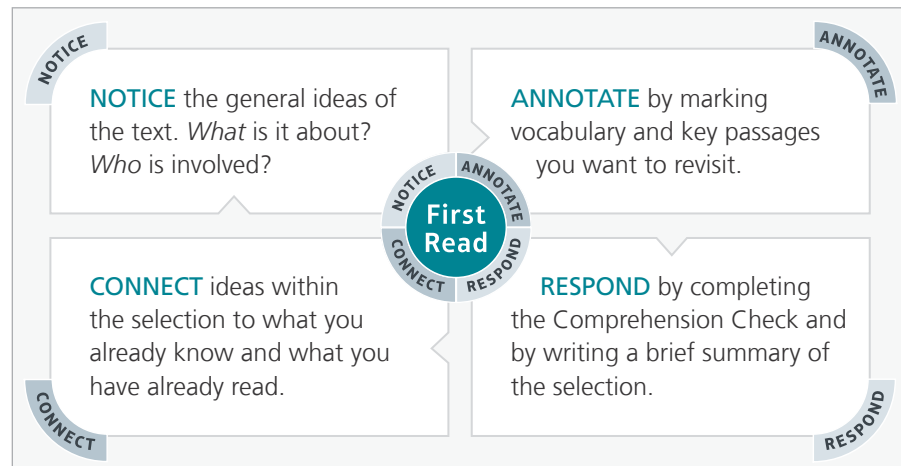 NOTICE
NOTICE the general ideas of
the text. What is it about?
Who is involved?
ANNOTATE
ANNOTATE by marking
vocabulary and key passages
you want to revisit.
NOTICE
ANNOTATE
First
Read
CONNECT
RESPOND
CONNECT ideas within
the selection to what you
already know and what you
have already read.
CONNECT
RESPOND by completing
the Comprehension Check and
by writing a brief summary of
the selection.
RESPOND